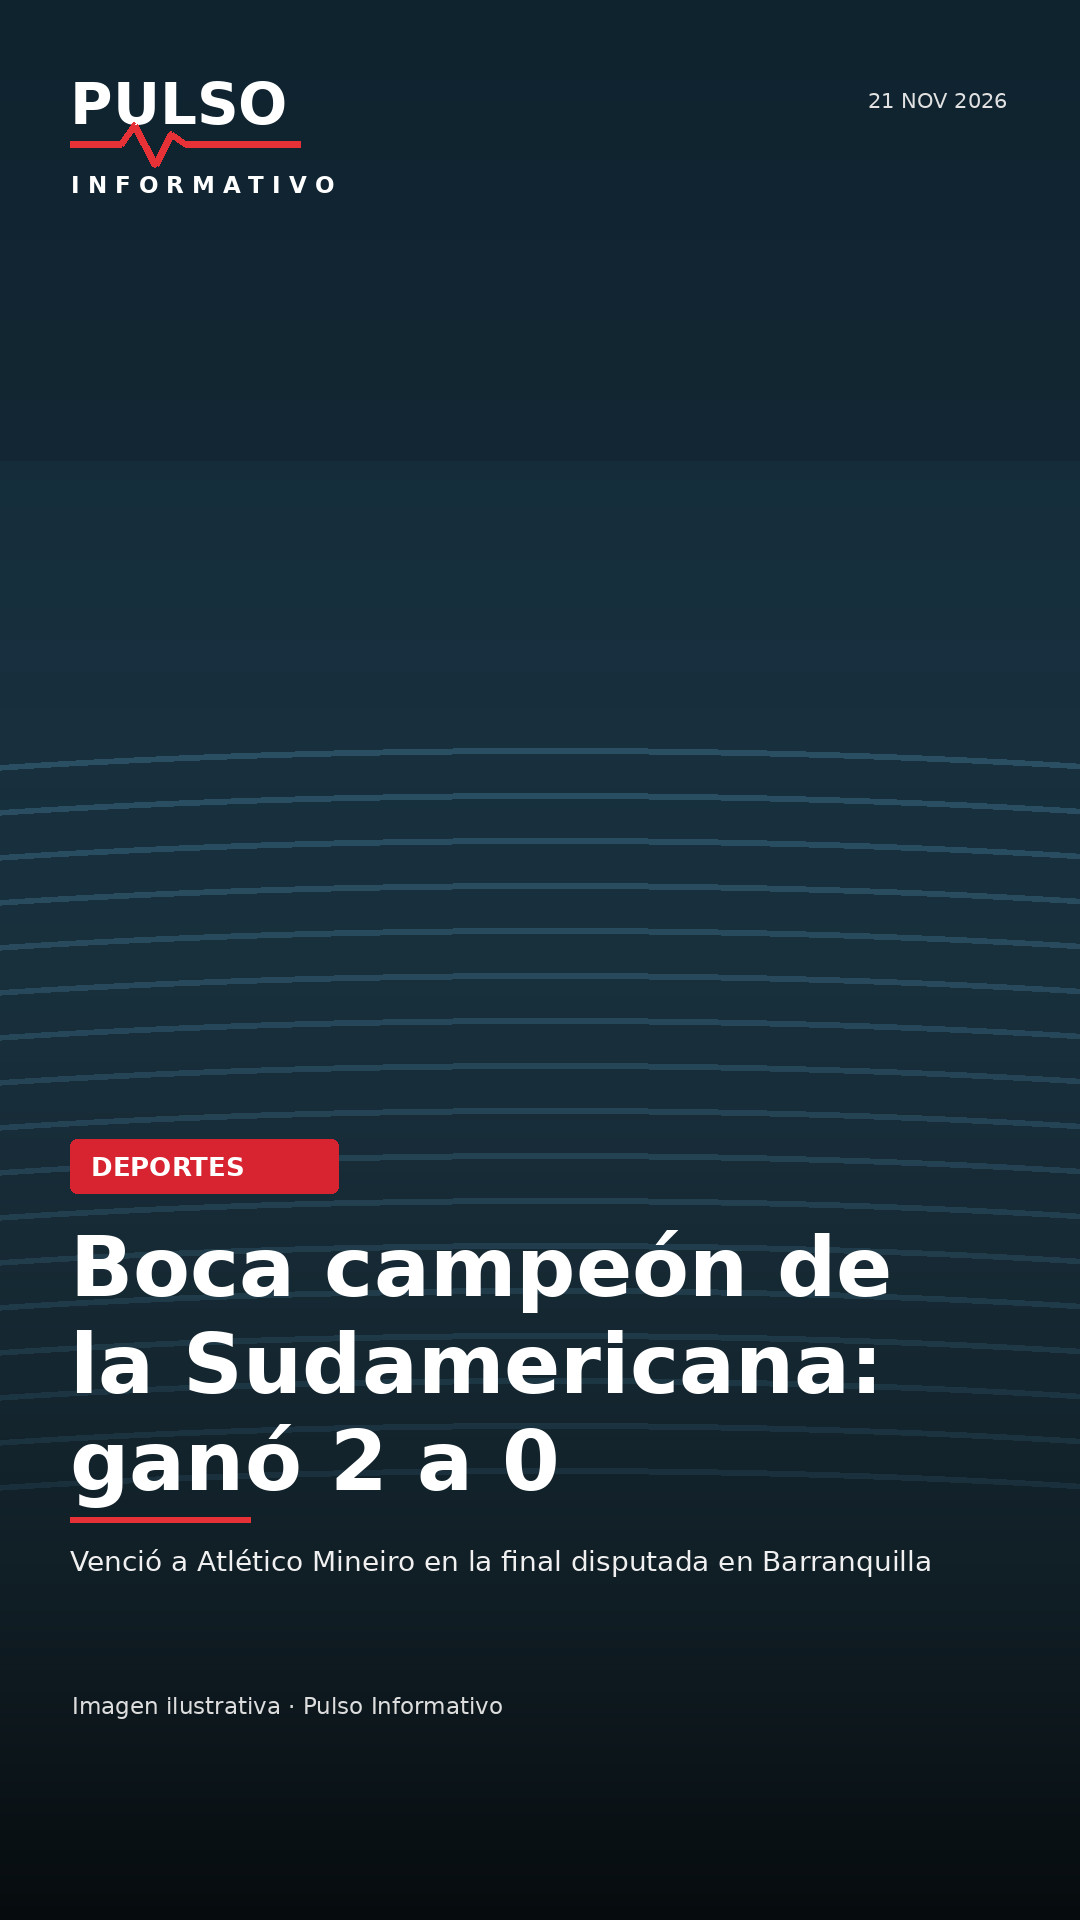 PULSO
INFORMATIVO
21 NOV 2026
DEPORTES
Boca campeón de
la Sudamericana:
ganó 2 a 0
Venció a Atlético Mineiro en la final disputada en Barranquilla
Imagen ilustrativa · Pulso Informativo